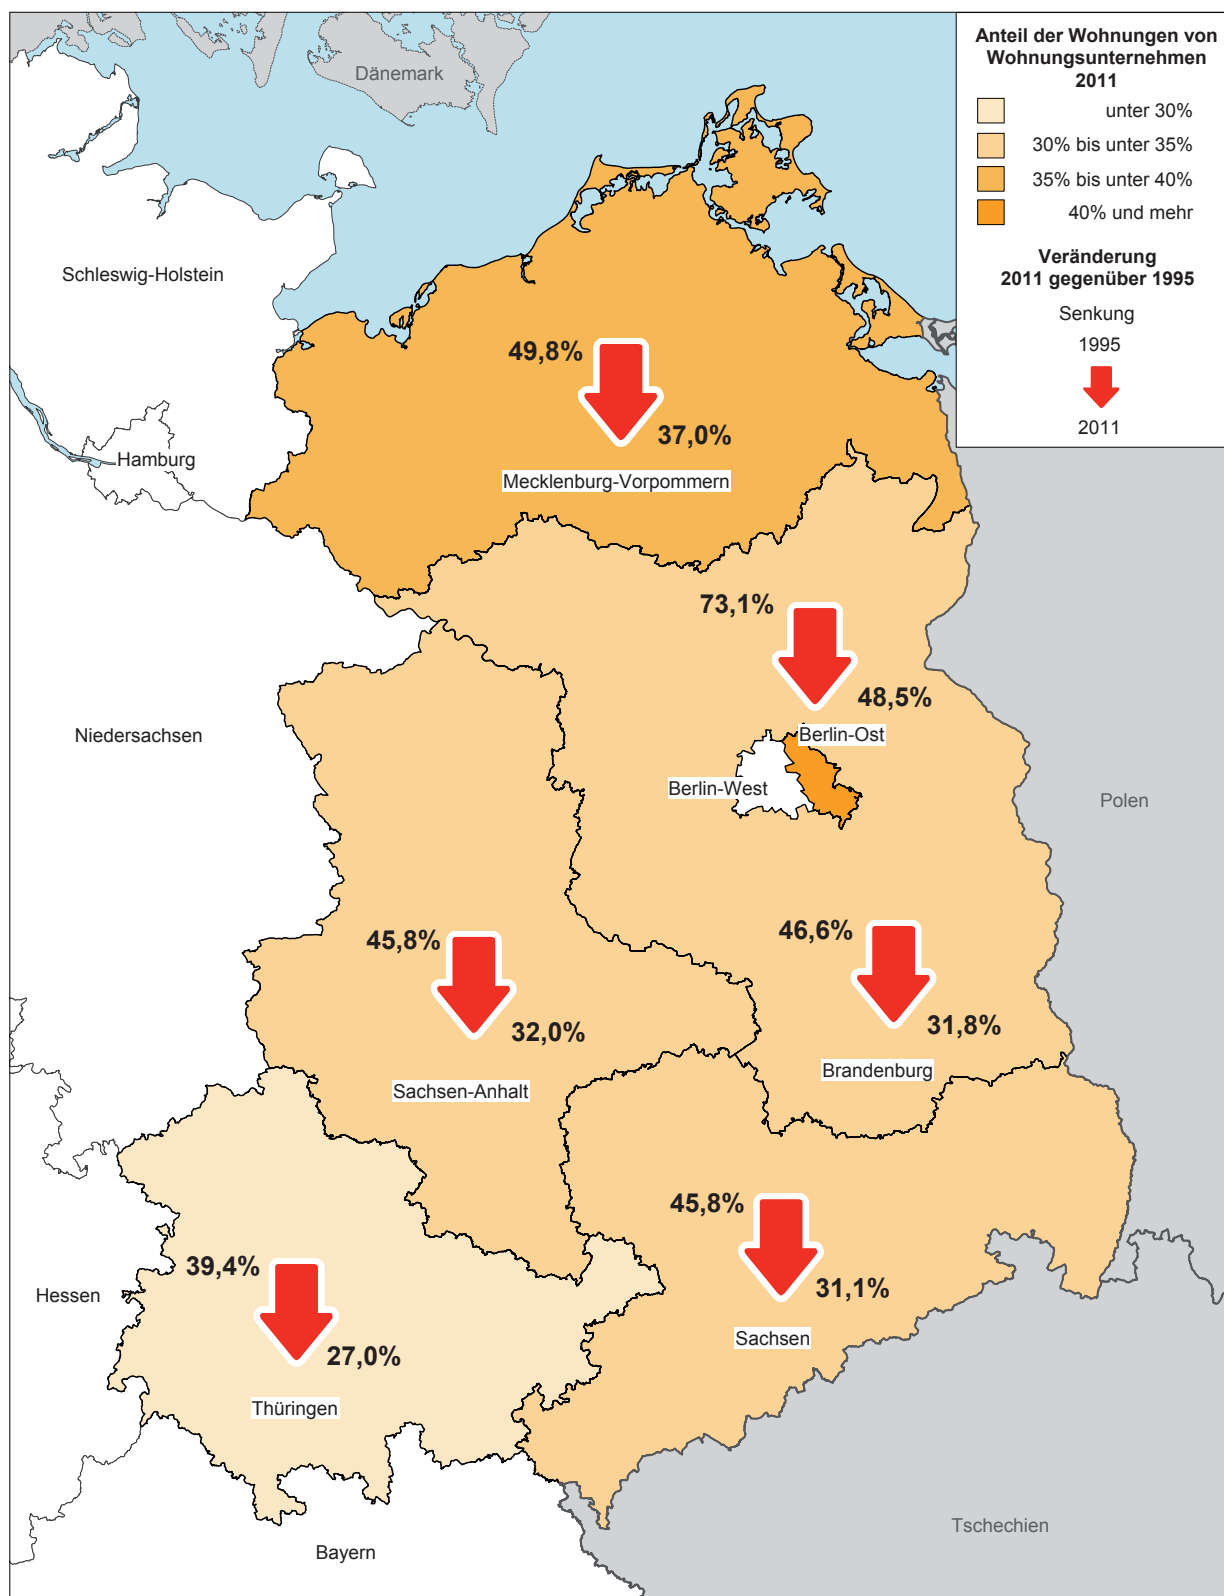 Anteil der Wohnungen von
Wohnungsunternehmen
2011
unter 30%
30% bis unter 35%
35% bis unter 40%
40% und mehr
Veränderung
2011 gegenüber 1995
Senkung
1995
2011
Dänemark
Schleswig-Holstein
Hamburg
49,8%
37,0%
Mecklenburg-Vorpommern
73,1%
48,5%
Berlin-Ost
Berlin-West
Niedersachsen
Polen
45,8%
32,0%
Sachsen-Anhalt
46,6%
31,8%
Brandenburg
45,8%
31,1%
Sachsen
39,4%
27,0%
Thüringen
Hessen
Bayern
Tschechien